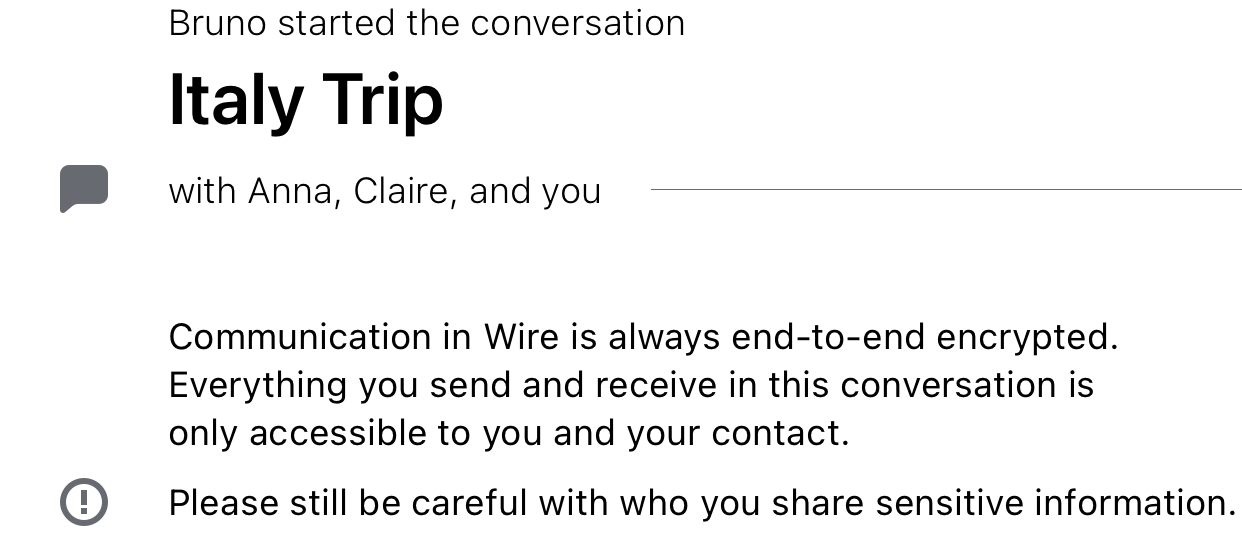 Bruno started the conversation
Italy Trip
with Anna, Claire, and you
Communication in Wire is always end-to-end encrypted.
Everything you send and receive in this conversation is
only accessible to you and your contact.
Please still be careful with who you share sensitive information.